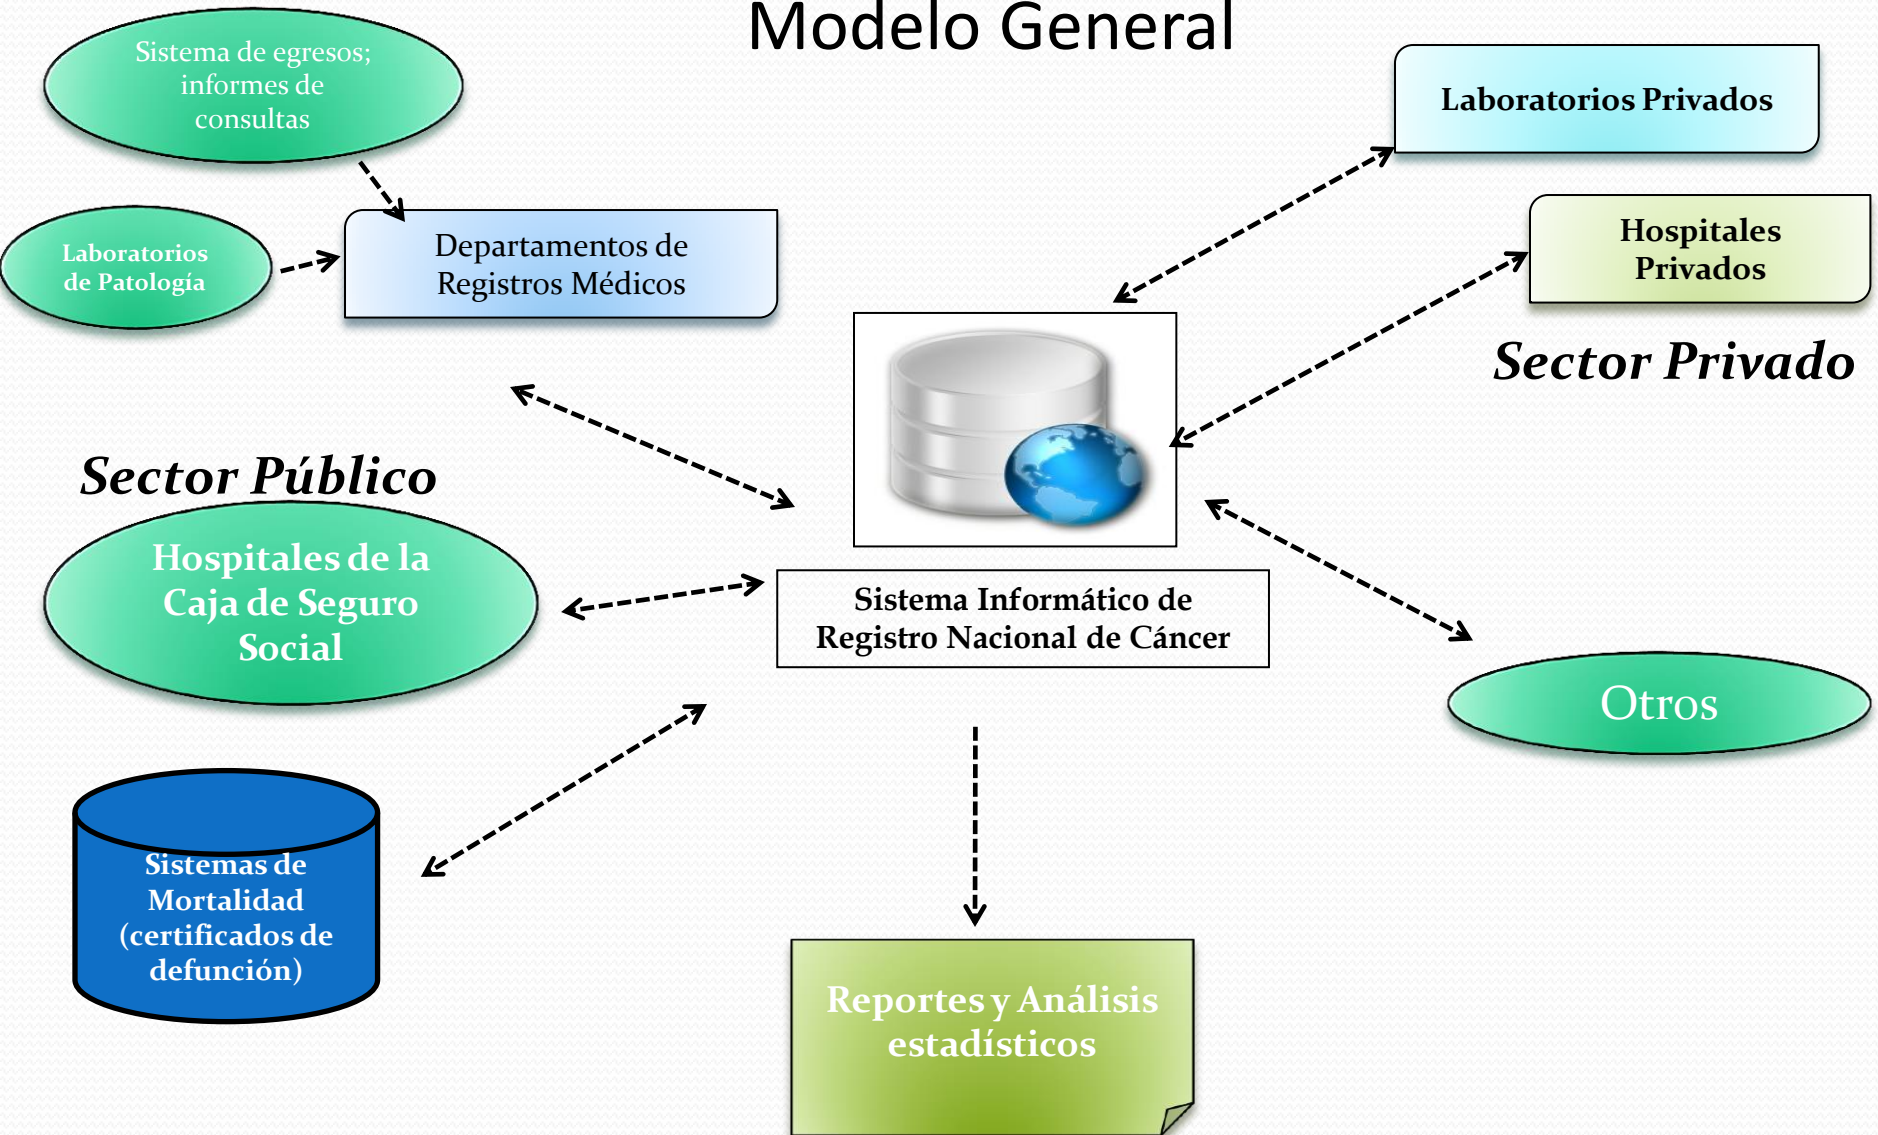 Modelo General
Sistema de egresos;
informes de
consultas
Laboratorios Privados
Laboratorios
de Patología
Departamentos de
Registros Médicos
Hospitales
Privados
Sector Privado
Sector Público
Hospitales de la
Caja de Seguro
Social
Sistema Informático de
Registro Nacional de Cáncer
Otros
Sistemas de
Mortalidad
(certificados de
defunción)
Reportes y Análisis
estadísticos